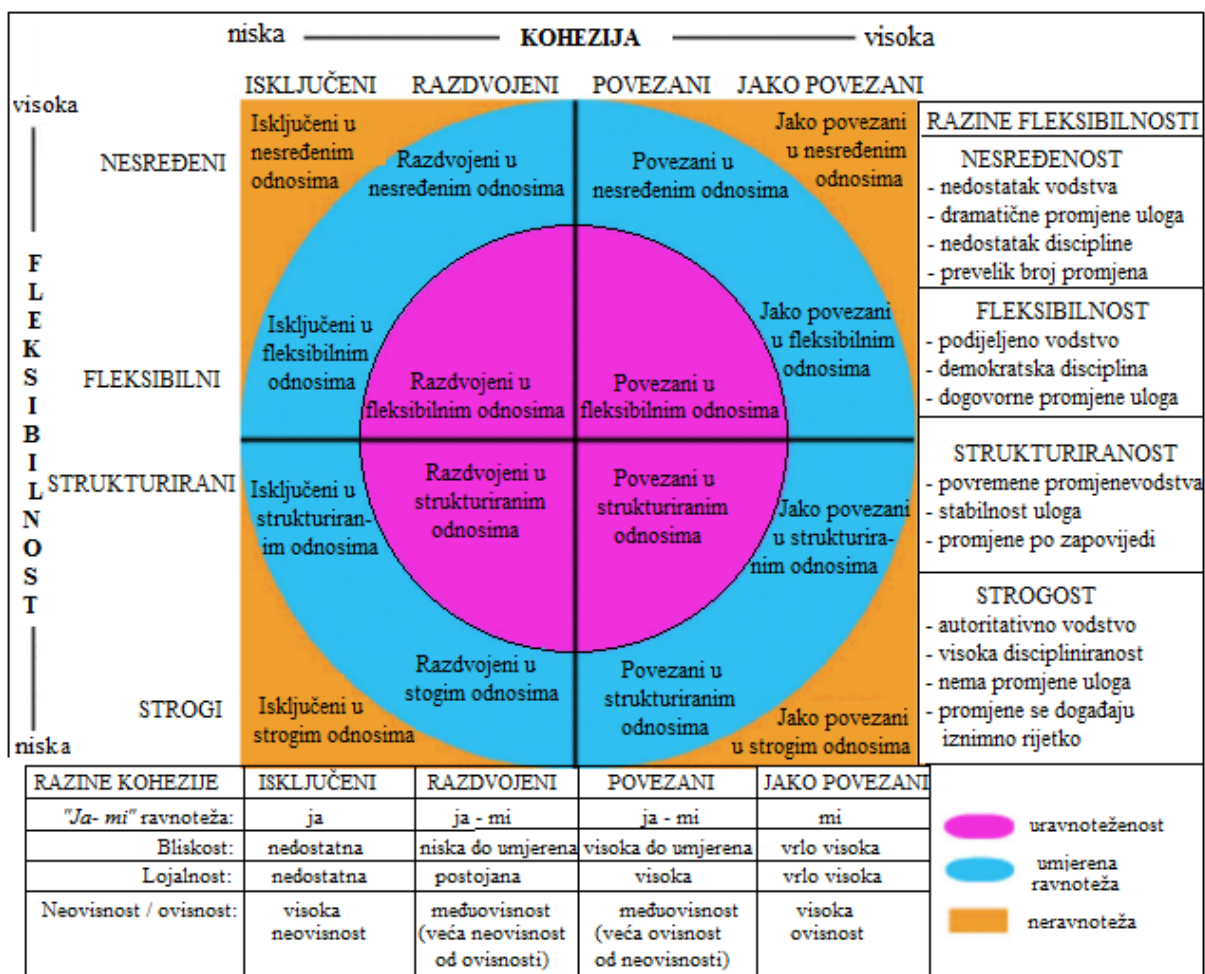 niska KOHEZIJA visoka
ISKLJUČENI RAZDVOJENI POVEZANI JAKO POVEZANI
visoka
FLEKSIBILNOST
niska
NESREĐENI
FLEKSIBILNI
STRUKTURIRANI
STROGI
Isključeni u
nesređenim
odnosima
Razdvojeni u
nesređenim odnosima
Povezani u
nesređenim odnosima
Jako povezani
u nesređenim
odnosima
Isključeni u
fleksibilnim
odnosima
Razdvojeni u
fleksibilnim odnosima
Povezani u
fleksibilnim odnosima
Jako povezani
u fleksibilnim
odnosima
Isključeni u
strukturiran-
im odnosima
Razdvojeni u
strukturiranim
odnosima
Povezani u
strukturiranim
odnosima
Jako povezani
u strukturira-
nim odnosima
Isključeni u
strogim odnosima
Razdvojeni u
stogim odnosima
Povezani u
strukturiranim
odnosima
Jako povezani
u strogim odnosima
RAZINE FLEKSIBILNOSTI
NESREĐENOST
- nedostatak vodstva
- dramatične promjene uloga
- nedostatak discipline
- prevelik broj promjena
FLEKSIBILNOST
- podijeljeno vodstvo
- demokratska disciplina
- dogovorne promjene uloga
STRUKTURIRANOST
- povremene promjenevodstva
- stabilnost uloga
- promjene po zapovijedi
STROGOST
- autoritativno vodstvo
- visoka discipliniranost
- nema promjene uloga
- promjene se događaju
iznimno rijetko
RAZINE KOHEZIJE ISKLJUČENI RAZDVOJENI POVEZANI JAKO POVEZANI
"Ja- mi" ravnoteža: ja ja - mi ja - mi mi
Bliskost: nedostatna niska do umjerena visoka do umjerena vrlo visoka
Lojalnost: nedostatna postojana visoka vrlo visoka
Neovisnost / ovisnost: visoka međuovisnost međuovisnost visoka
neovisnost (veća neovisnost (veća ovisnost ovisnost
od ovisnosti) od neovisnosti)
uravnoteženost
umjerena
ravnoteža
neravnoteža